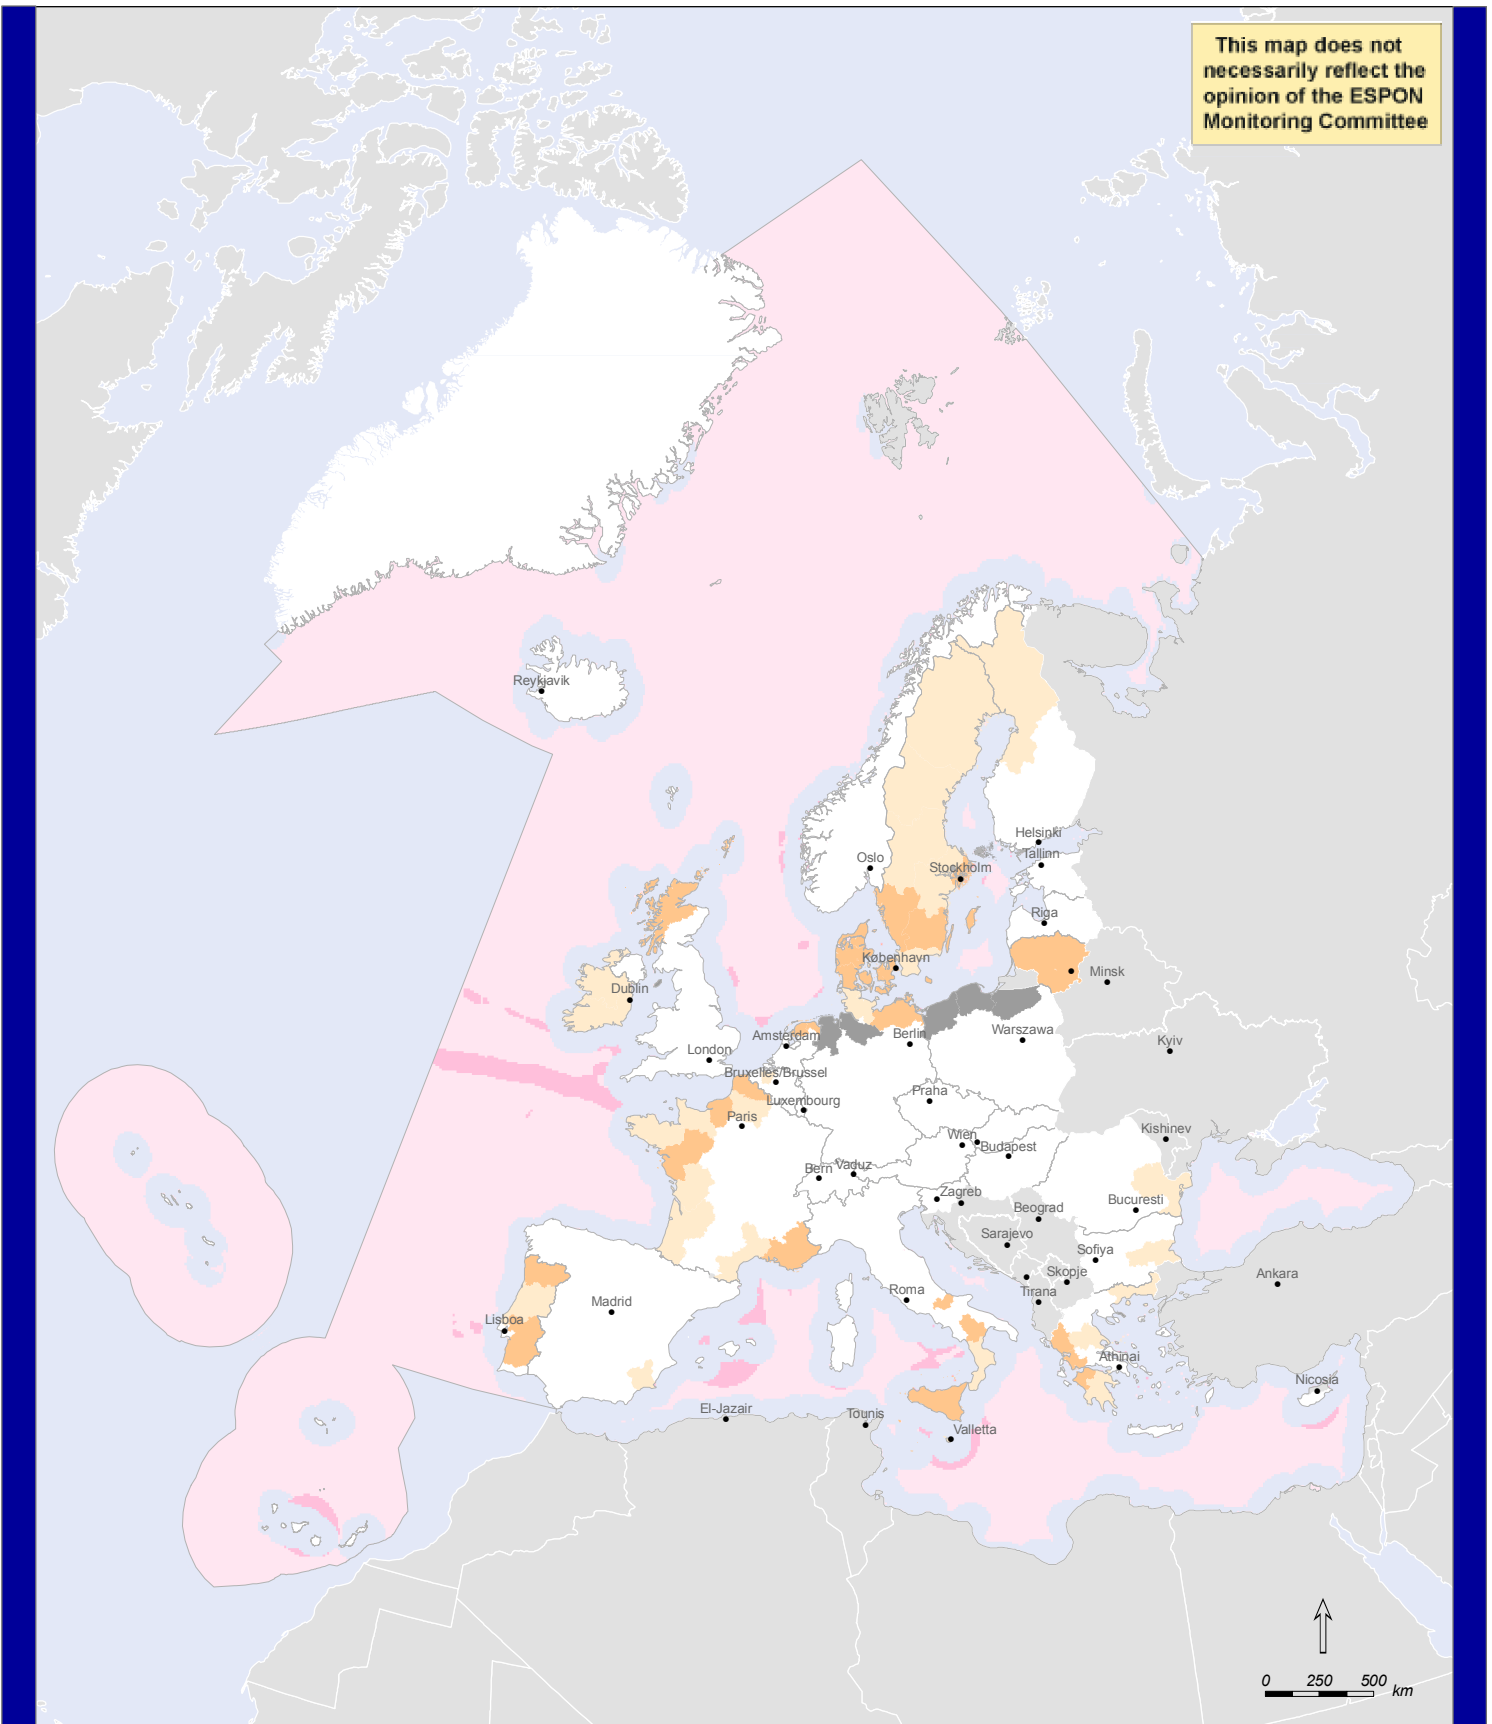 This map does not
necessarily reflect the
opinion of the ESPON
Monitoring Committee
Reykjavik
Helsinki
Tallinn
Oslo
Stockholm
Riga
København
Minsk
Dublin
Amsterdam
Berlin
Warszawa
Kyiv
London
Bruxelles/Brussel
Praha
Luxembourg
Paris
Kishinev
Wien
Budapest
Bern
Vaduz
Zagreb
Bucuresti
Beograd
Sarajevo
Sofiya
Skopje
Ankara
Roma
Tirana
Madrid
Lisboa
Athinai
Nicosia
El-Jazair
Tounis
Valletta
0 250 500
km